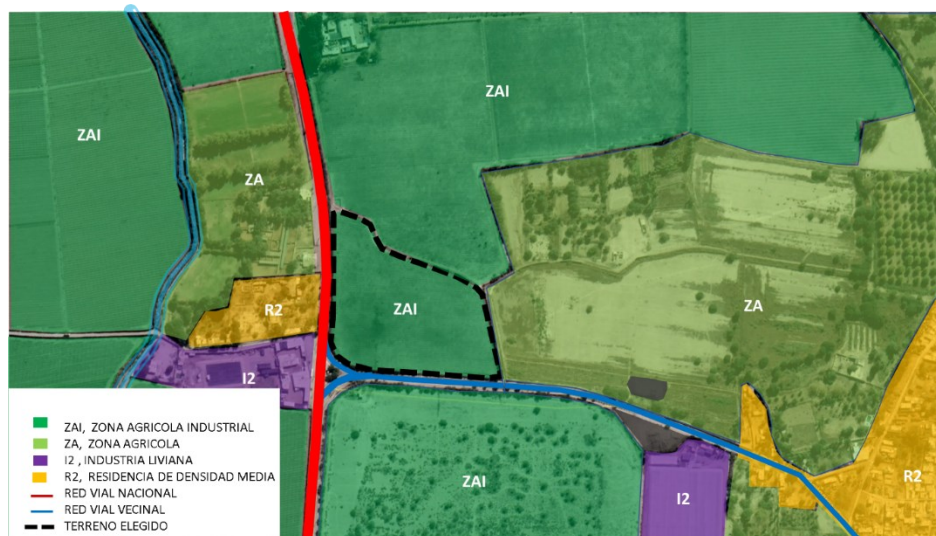 ZAI
ZAI
ZA
R2
ZAI
ZA
I2
ZAI
I2
R2
ZAI, ZONA AGRICOLA INDUSTRIAL
ZA, ZONA AGRICOLA
I2 , INDUSTRIA LIVIANA
R2, RESIDENCIA DE DENSIDAD MEDIA
RED VIAL NACIONAL
RED VIAL VECINAL
TERRENO ELEGIDO